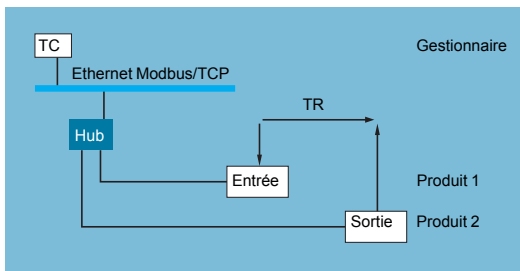 TC
Gestionnaire
Ethernet Modbus/TCP
TR
Hub
Entrée
Produit 1
Sortie
Produit 2